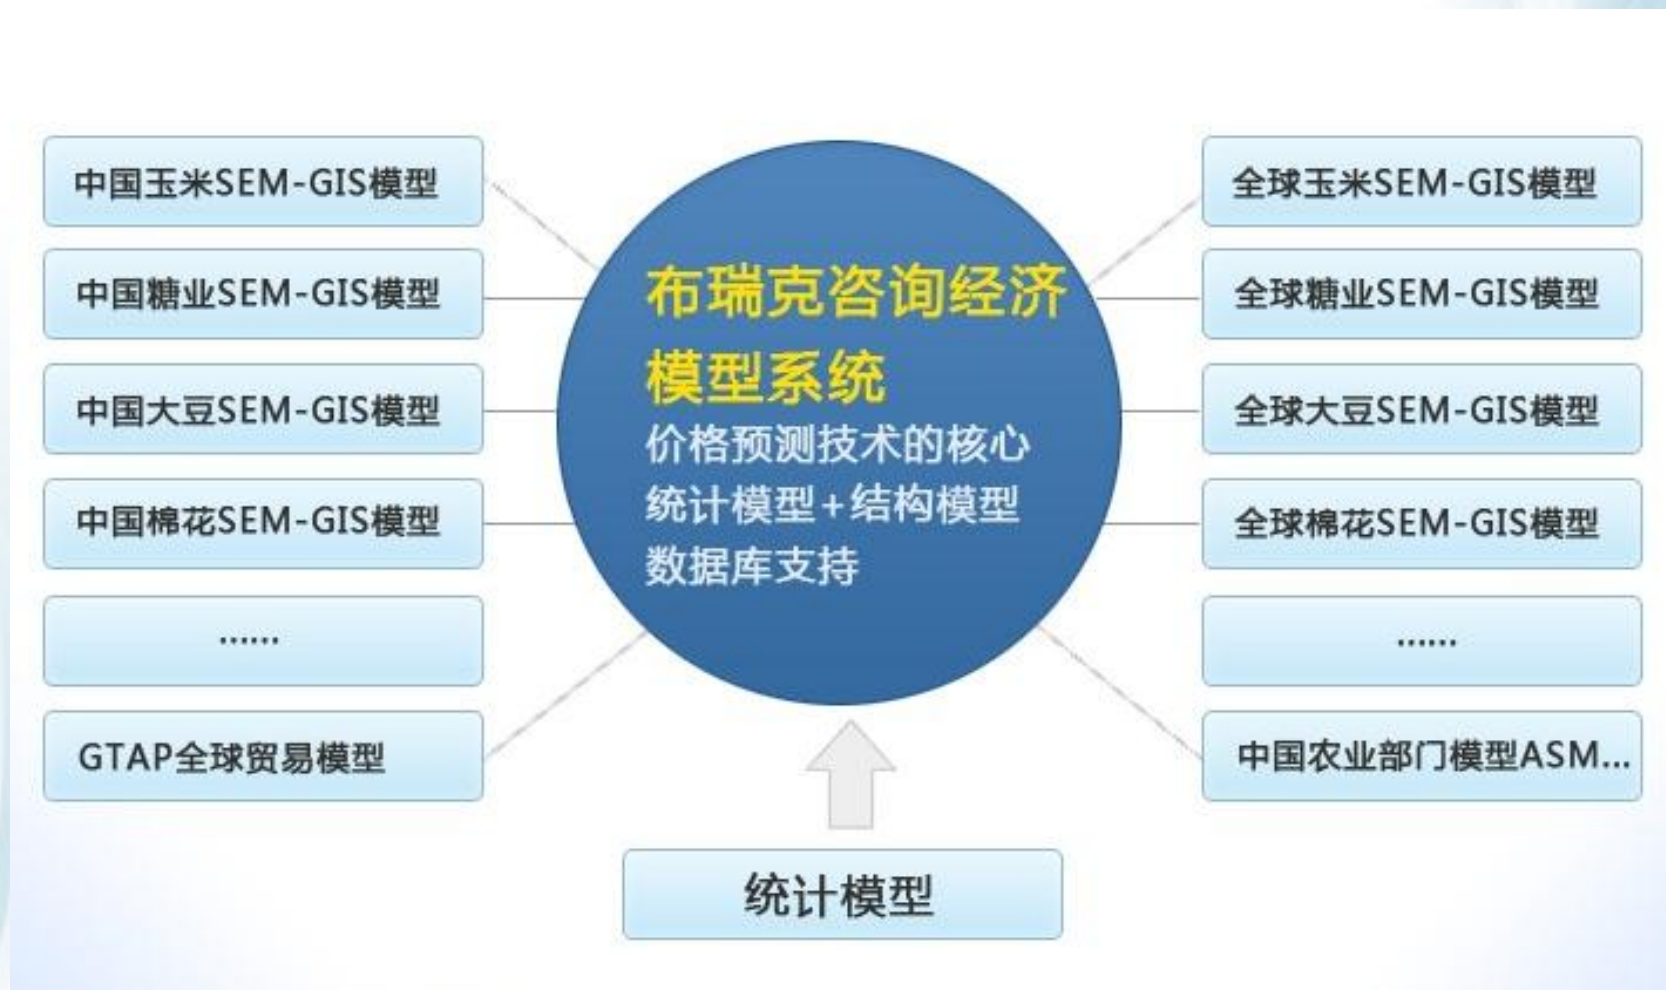 中国玉米SEM-GIS模型
中国糖业SEM-GIS模型
中国大豆SEM-GIS模型
中国棉花SEM-GIS模型
……
GTAP全球贸易模型
布瑞克咨询经济
模型系统
价格预测技术的核心
统计模型+结构模型
数据库支持
全球玉米SEM-GIS模型
全球糖业SEM-GIS模型
全球大豆SEM-GIS模型
全球棉花SEM-GIS模型
……
中国农业部门模型ASM...
统计模型